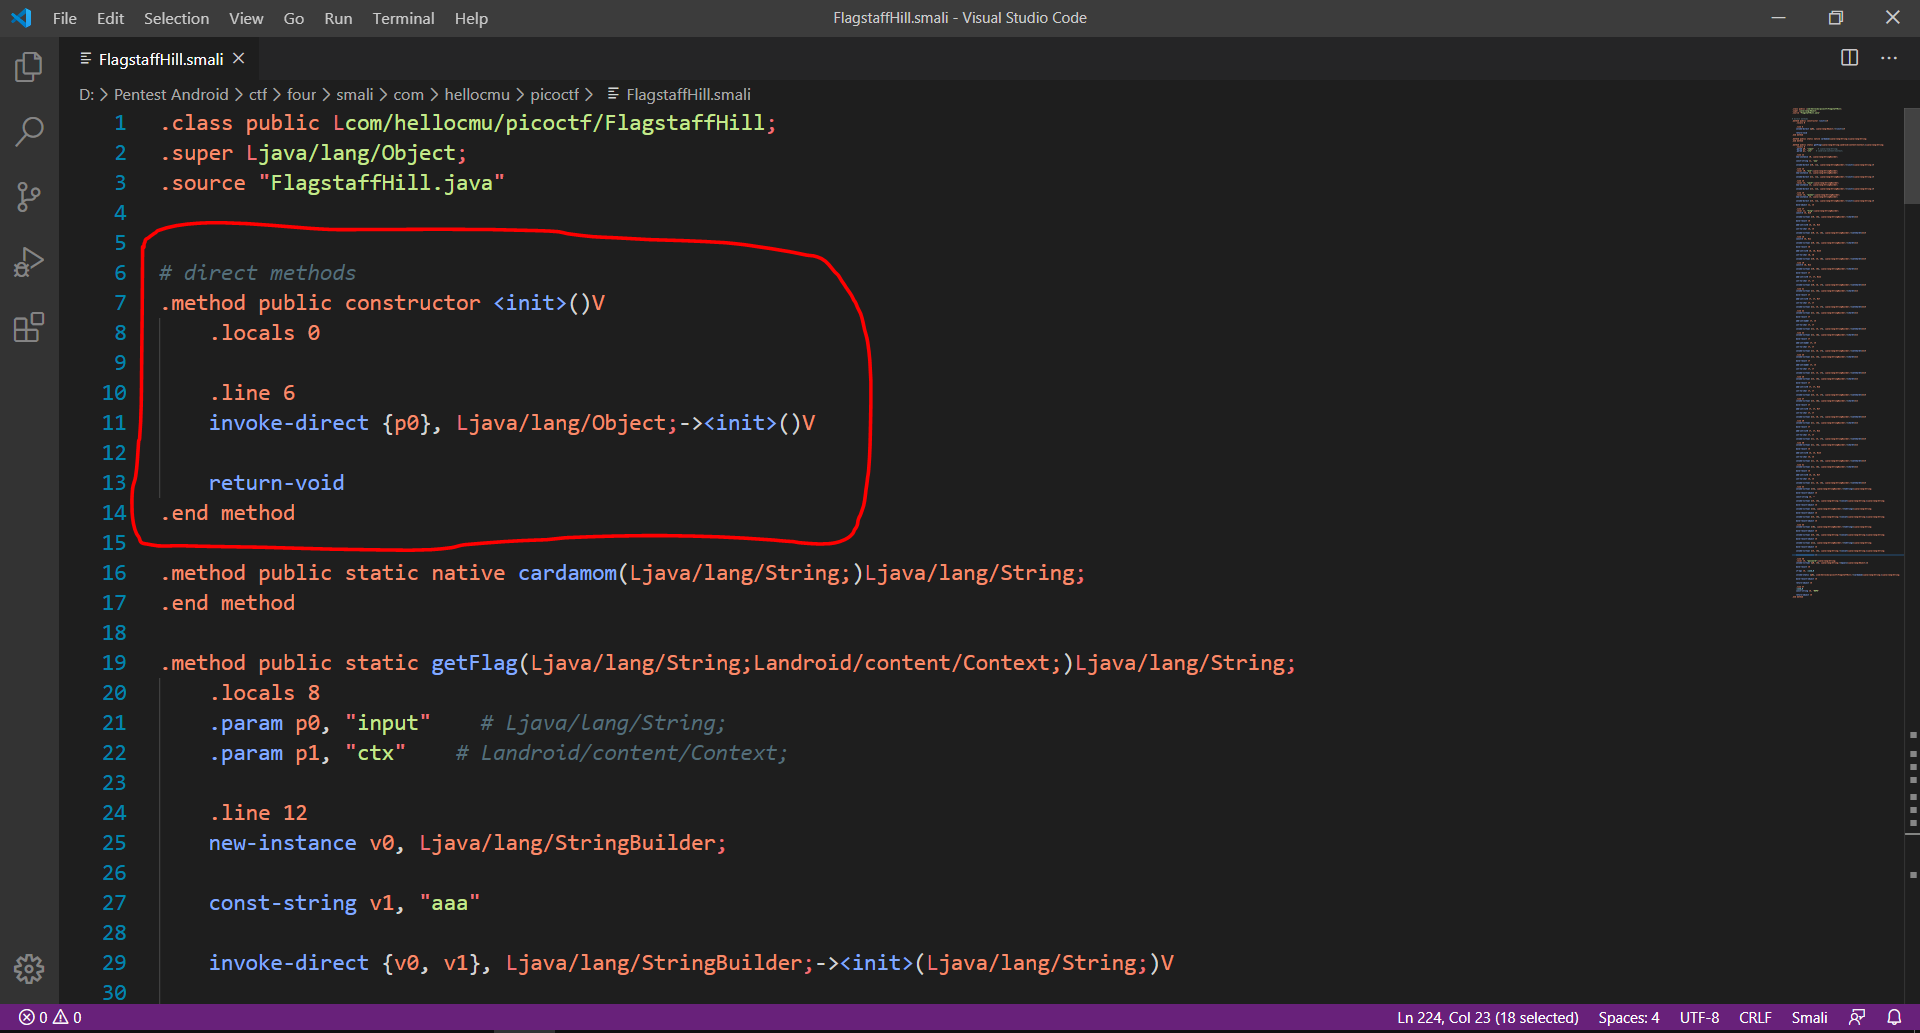 File Edit Selection View Go Run Terminal Help FlagstaffHill.smali - Visual Studio Code
FlagstaffHill.smali
D: > Pentest Android > ctf > four > smali > com > hellocmu > picoctf > FlagstaffHill.smali
1 .class public Lcom/hellocmu/picoctf/FlagstaffHill;
2 .super Ljava/lang/Object;
3 .source "FlagstaffHill.java"
4
5
6 # direct methods
7 .method public constructor <init>()V
8 .locals 0
9
10 .line 6
11 invoke-direct {p0}, Ljava/lang/Object;-><init>()V
12
13 return-void
14 .end method
15
16 .method public static native cardamom(Ljava/lang/String;)Ljava/lang/String;
17 .end method
18
19 .method public static getFlag(Ljava/lang/String;Landroid/content/Context;)Ljava/lang/String;
20 .locals 8
21 .param p0, "input" # Ljava/lang/String;
22 .param p1, "ctx" # Landroid/content/Context;
23
24 .line 12
25 new-instance v0, Ljava/lang/StringBuilder;
26
27 const-string v1, "aaa"
28
29 invoke-direct {v0, v1}, Ljava/lang/StringBuilder;-><init>(Ljava/lang/String;)V
30
0 0 Ln 224, Col 23 (18 selected) Spaces: 4 UTF-8 CRLF Smali